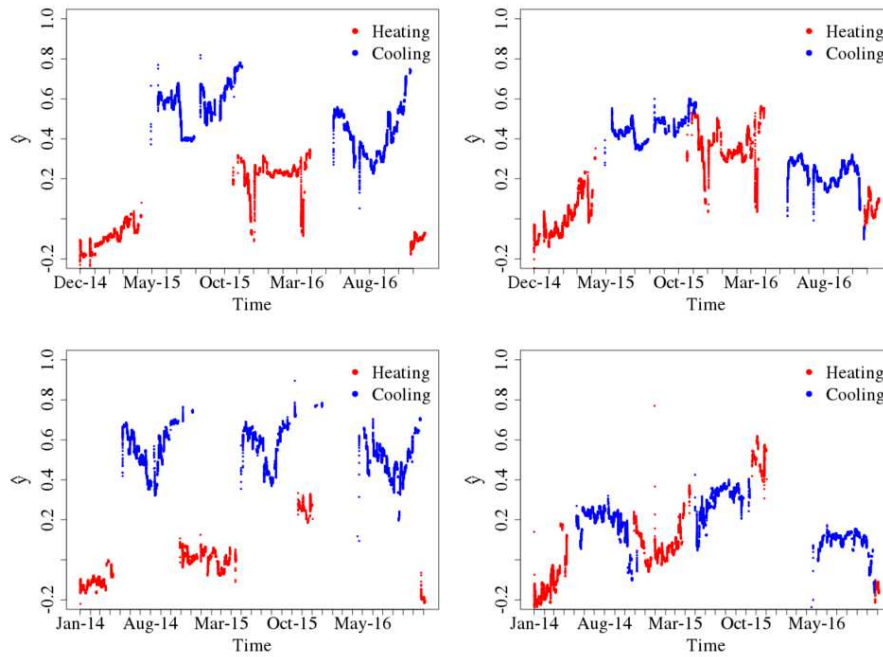 1.0
0.8
0.6
0.4
0.2
-0.2
ŷ
Heating
Cooling
Dec-14 May-15 Oct-15 Mar-16 Aug-16
Time
1.0
0.8
0.6
0.4
0.2
-0.2
ŷ
Heating
Cooling
Dec-14 May-15 Oct-15 Mar-16 Aug-16
Time
1.0
0.8
0.6
0.4
0.2
-0.2
ŷ
Heating
Cooling
Jan-14 Aug-14 Mar-15 Oct-15 May-16
Time
1.0
0.8
0.6
0.4
0.2
-0.2
ŷ
Heating
Cooling
Jan-14 Aug-14 Mar-15 Oct-15 May-16
Time